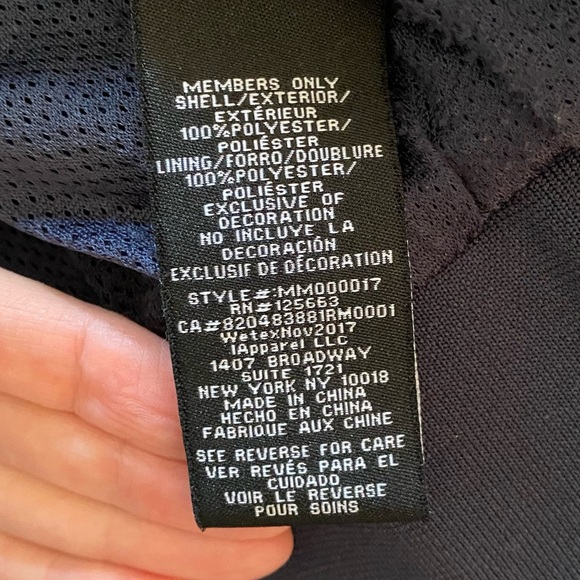 MEMBERS ONLY
SHELL/EXTERIOR/
EXTÉRIEUR
100%POLYESTER/
POLIÉSTER
LINING/FORRO/DOUBLURE
100%POLYESTER/
POLIÉSTER
EXCLUSIVE OF
DECORATION
NO INCLUYE LA
DECORACIÓN
EXCLUSIF DE DÉCORATION
STYLE#:MM000017
RN#125663
CA#820483881RM0001
WetexNov2017
IApparel LLC
1407 BROADWAY
SUITE 1721
NEW YORK NY 10018
MADE IN CHINA
HECHO EN CHINA
FABRIQUE AUX CHINE
SEE REVERSE FOR CARE
VER REVÉS PARA EL
CUIDADO
VOIR LE REVERSE
POUR SOINS